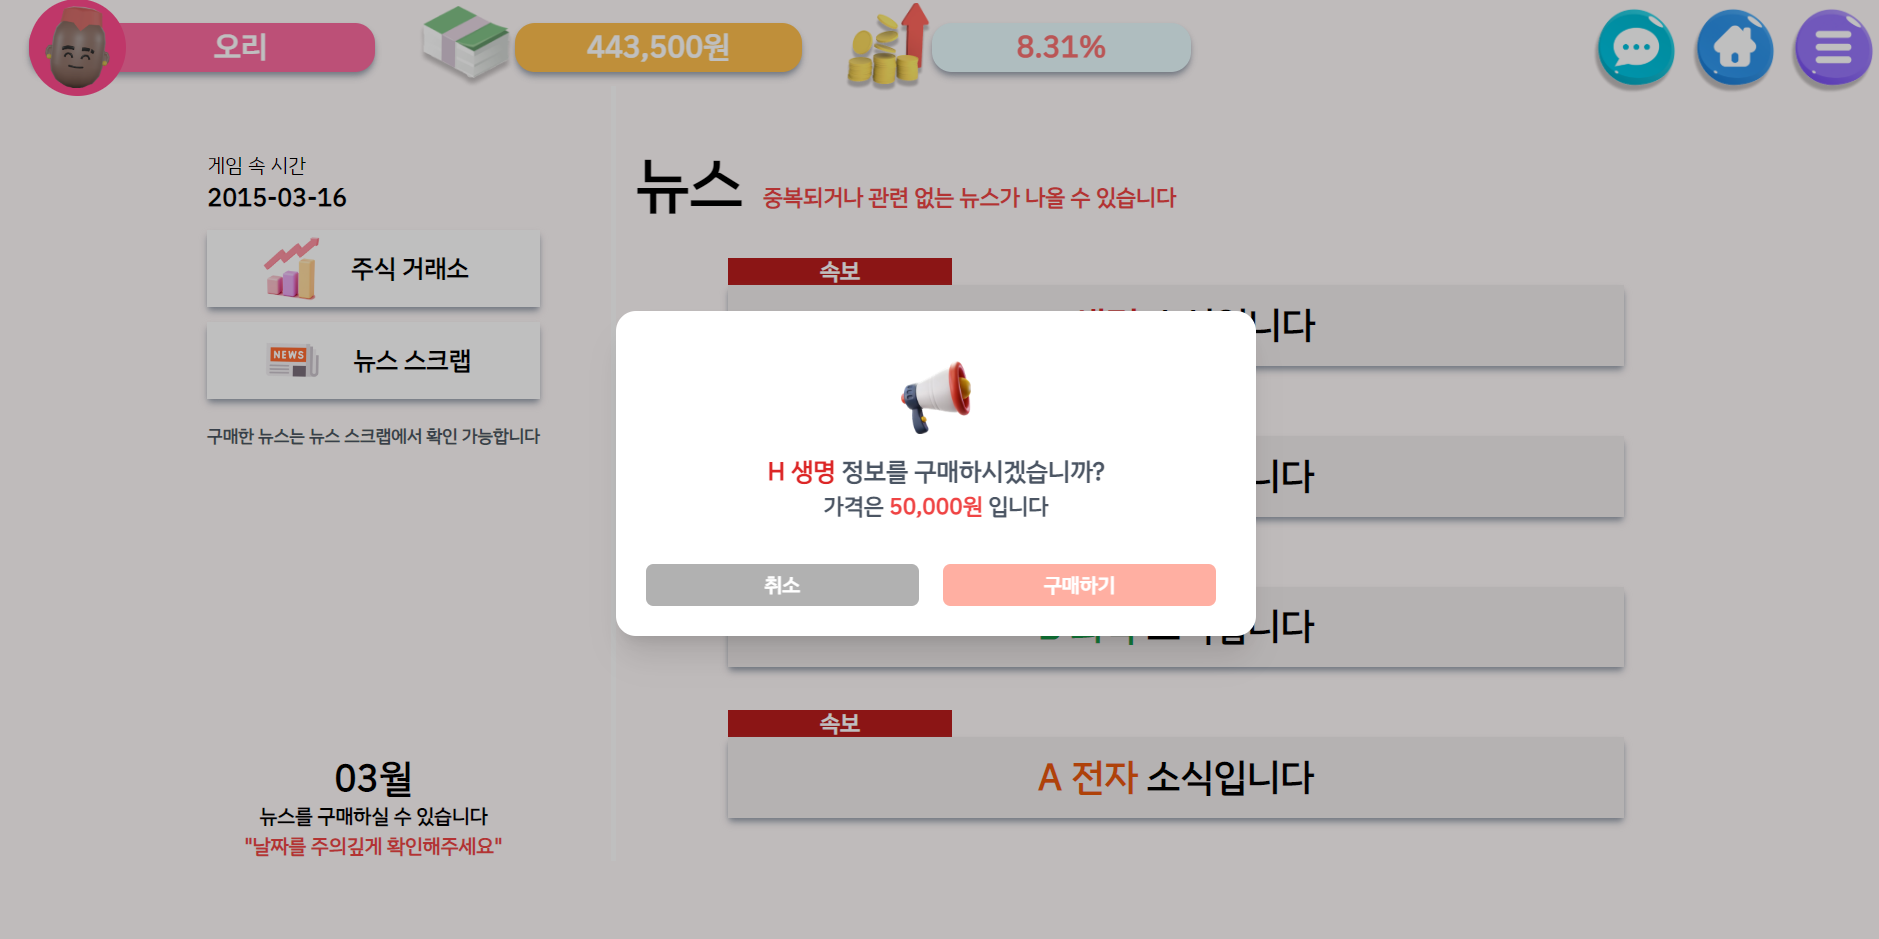 오리
443,500원
8.31%
게임 속 시간
2015-03-16
주식 거래소
NEWS
뉴스 스크랩
구매한 뉴스는 뉴스 스크랩에서 확인 가능합니다
03월
뉴스를 구매하실 수 있습니다
"날짜를 주의깊게 확인해주세요"
뉴스 중복되거나 관련 없는 뉴스가 나올 수 있습니다
속보
니다
니다
니다
속보
A 전자 소식입니다
H 생명 정보를 구매하시겠습니까?
가격은 50,000원 입니다
취소
구매하기